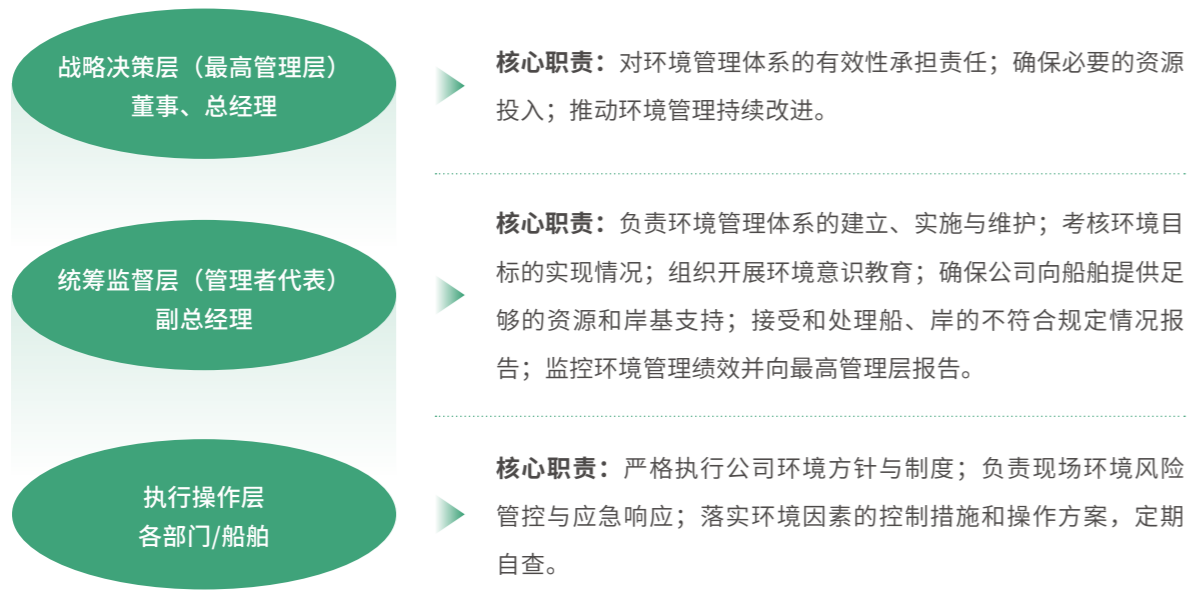 战略决策层（最高管理层）
董事、总经理
核心职责：对环境管理体系的有效性承担责任；确保必要的资源
投入；推动环境管理持续改进。
统筹监督层（管理者代表）
副总经理
核心职责：负责环境管理体系的建立、实施与维护；考核环境目
标的实现情况；组织开展环境意识教育；确保公司向船舶提供足
够的资源和岸基支持；接受和处理船、岸的不符合规定情况报
告；监控环境管理绩效并向最高管理层报告。
执行操作层
各部门/船舶
核心职责：严格执行公司环境方针与制度；负责现场环境风险
管控与应急响应；落实环境因素的控制措施和操作方案，定期
自查。